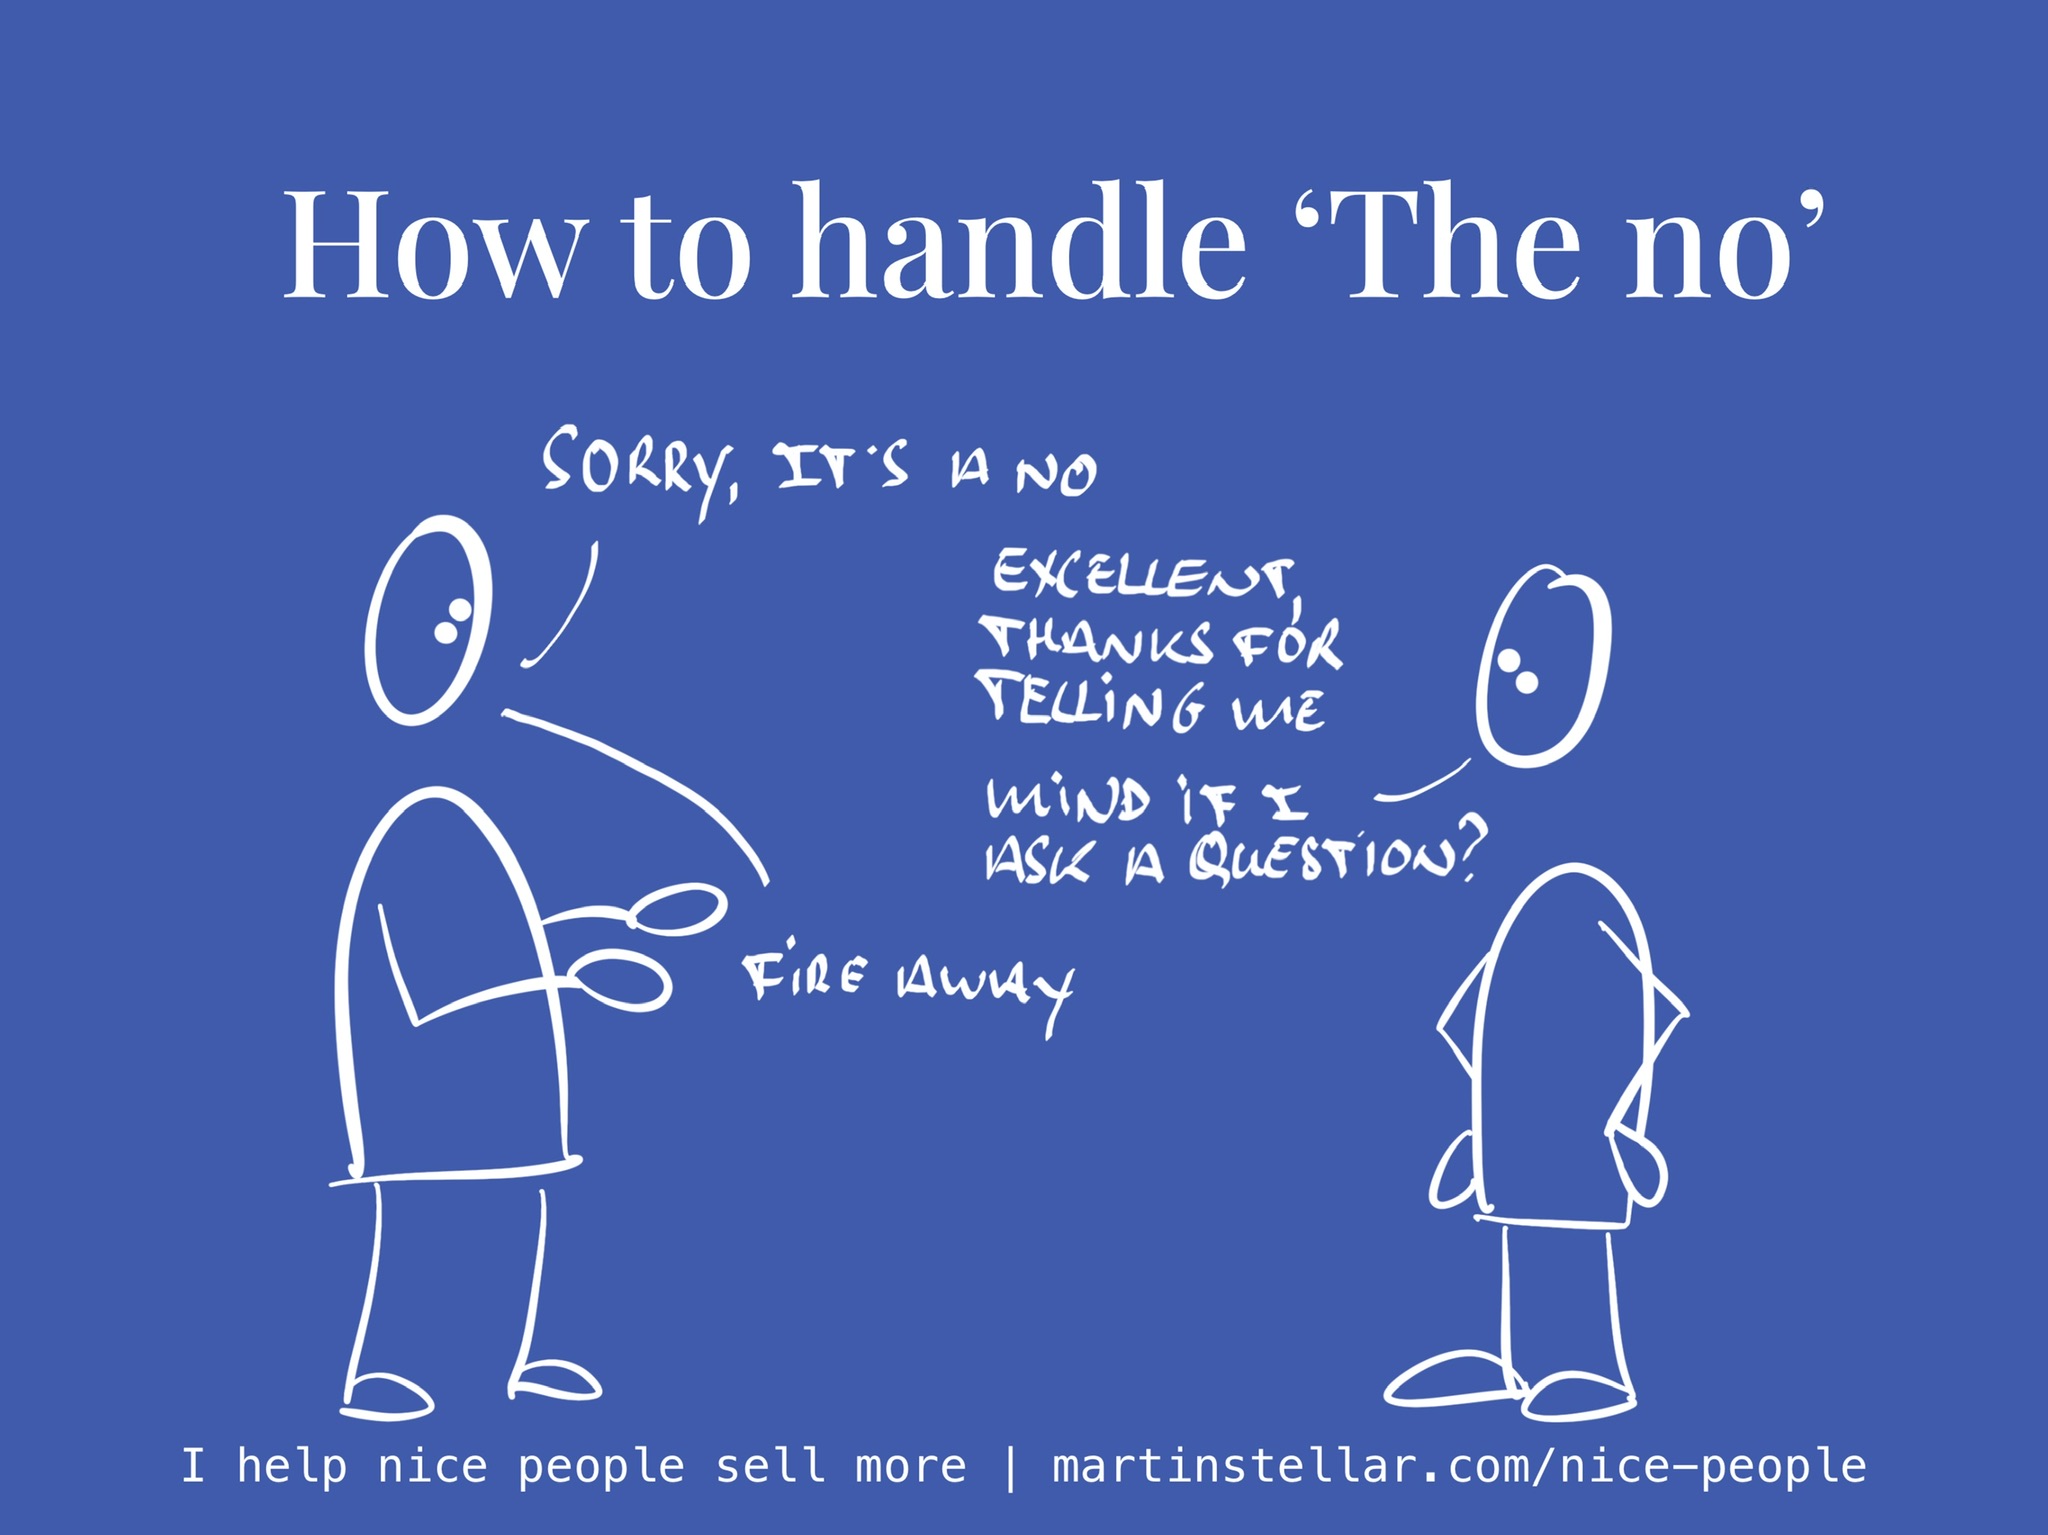 How to handle ‘The no’
SORRY, IT'S A NO
EXCELLENT,
THANKS FOR
TELLING ME
MIND IF I
ASK A QUESTION?
FIRE AWAY
I help nice people sell more | martinstellar.com/nice-people